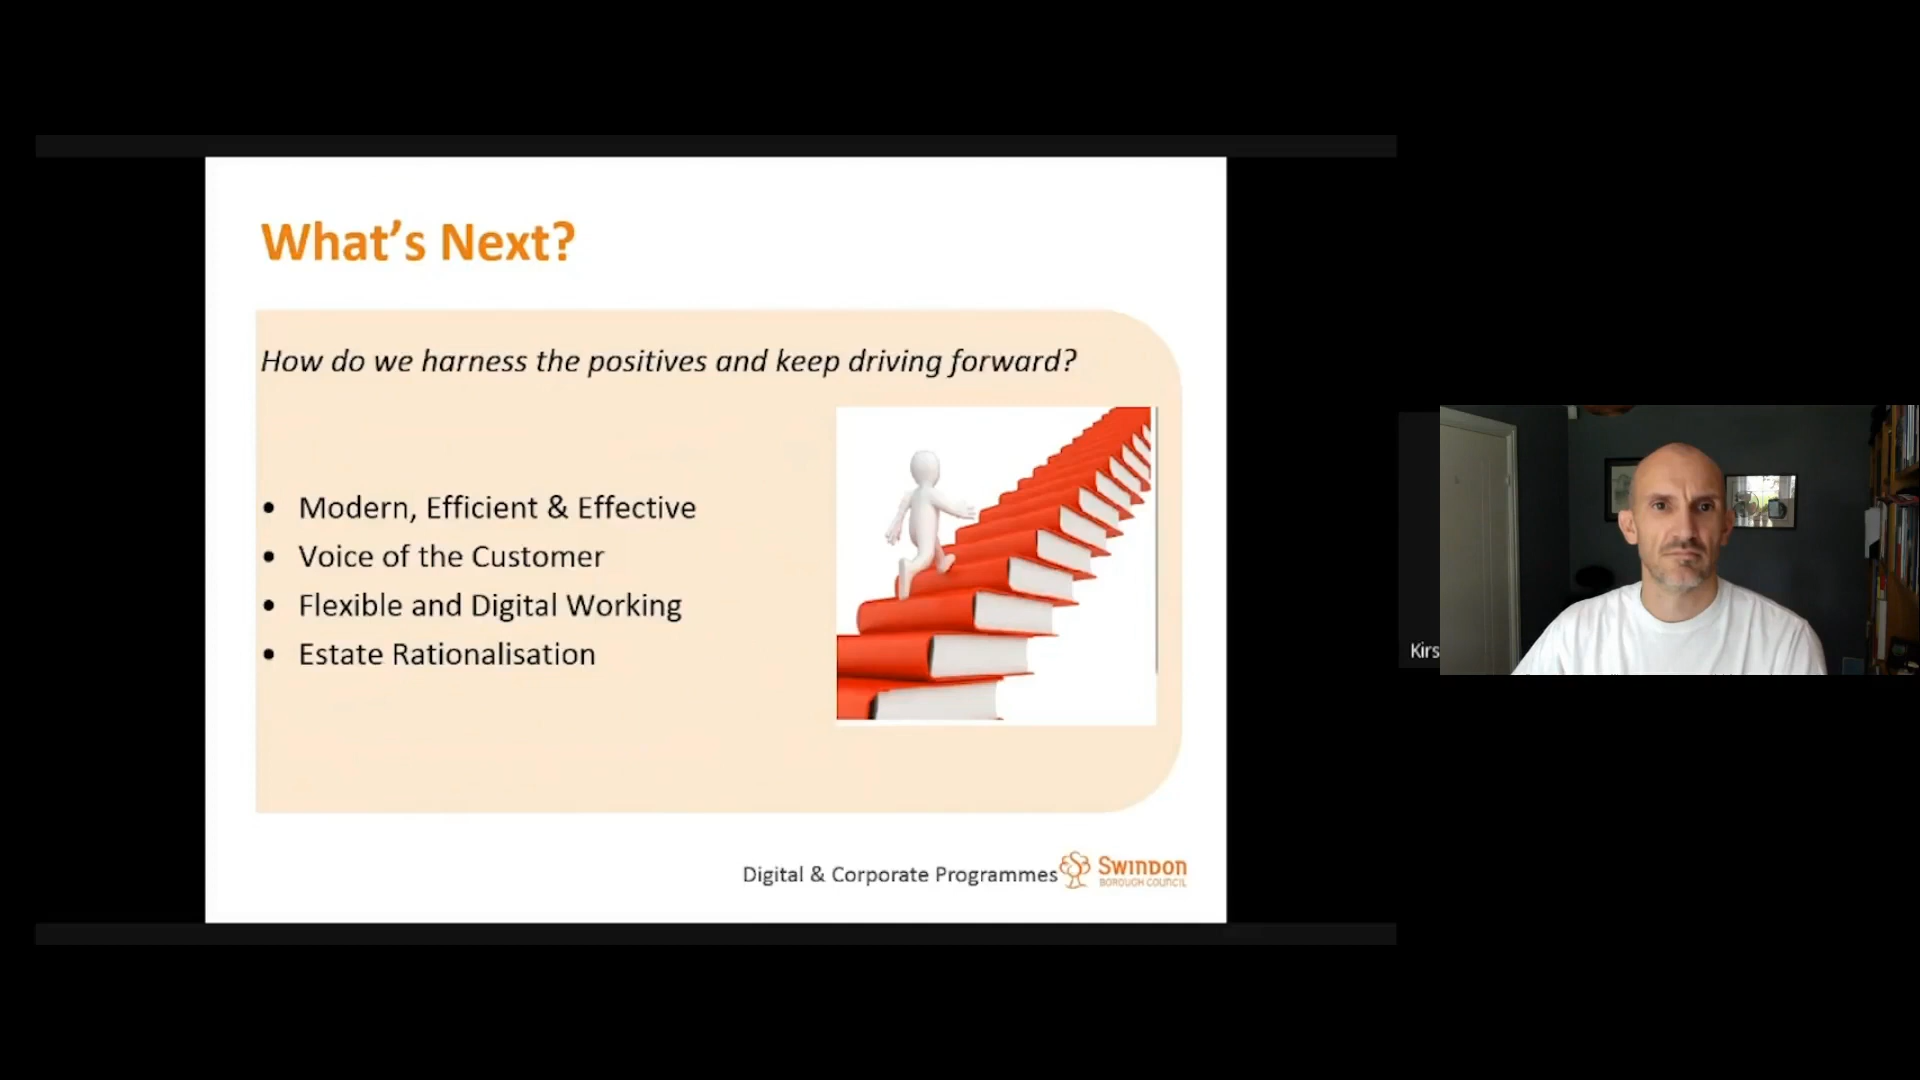 What's Next?
How do we harness the positives and keep driving forward?
• Modern, Efficient & Effective
• Voice of the Customer
• Flexible and Digital Working
• Estate Rationalisation
Digital & Corporate Programmes
SWINDON
BOROUGH COUNCIL
Kirs